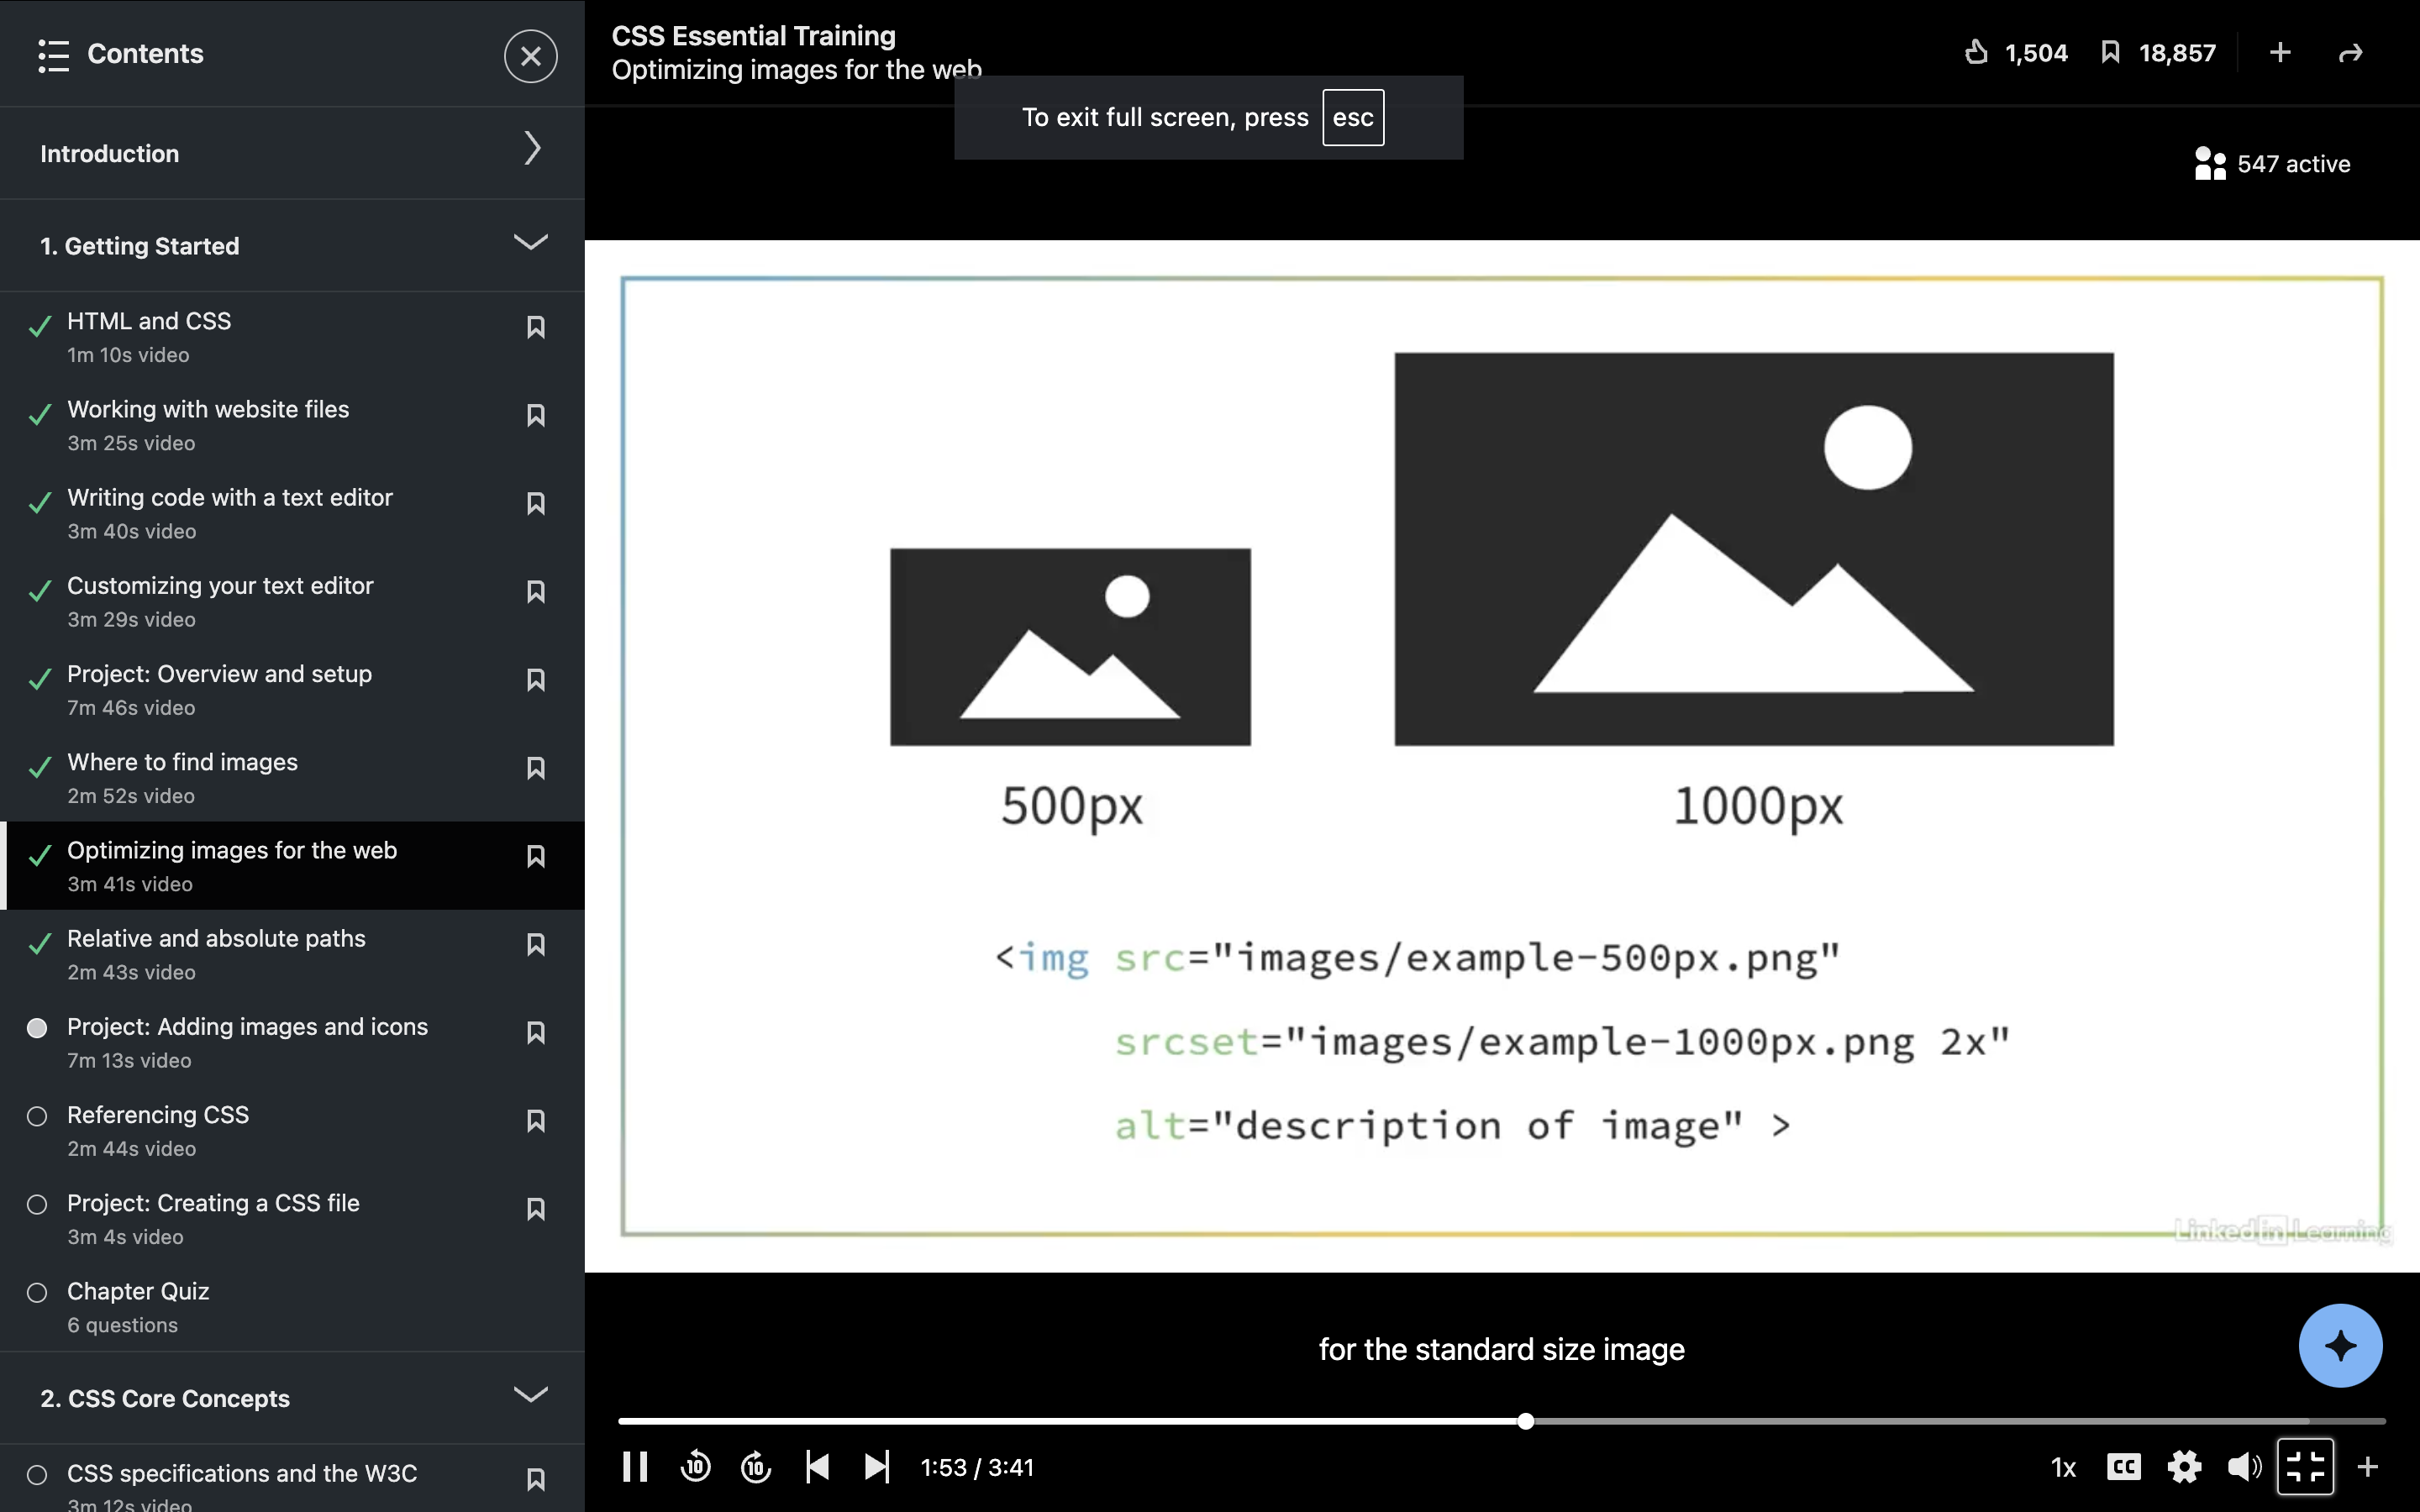 Contents
Introduction
1. Getting Started
HTML and CSS
1m 10s video
Working with website files
3m 25s video
Writing code with a text editor
3m 40s video
Customizing your text editor
3m 29s video
Project: Overview and setup
7m 46s video
Where to find images
2m 52s video
Optimizing images for the web
3m 41s video
Relative and absolute paths
2m 43s video
Project: Adding images and icons
7m 13s video
Referencing CSS
2m 44s video
Project: Creating a CSS file
3m 4s video
Chapter Quiz
6 questions
2. CSS Core Concepts
CSS specifications and the W3C
3m 12s video
CSS Essential Training
Optimizing images for the web
1,504 18,857
To exit full screen, press esc
547 active
500px 1000px
<img src="images/example-500px.png"
srcset="images/example-1000px.png 2x"
alt="description of image" >
LinkedIn Learning
for the standard size image
10 10 1:53 / 3:41 1x CC